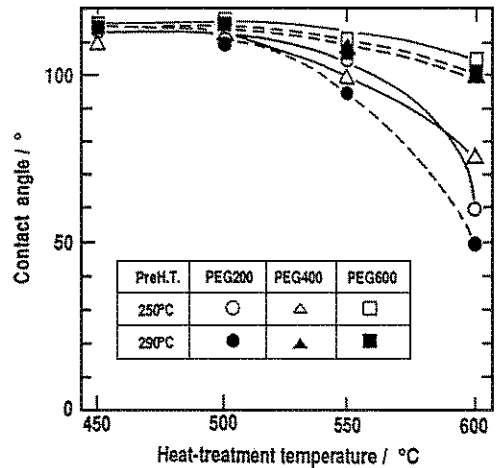 100
50
0
450
500
550
600
Contact angle / °
Heat-treatment temperature / °C
PreH.T. PEG200 PEG400 PEG600
250°C
290°C